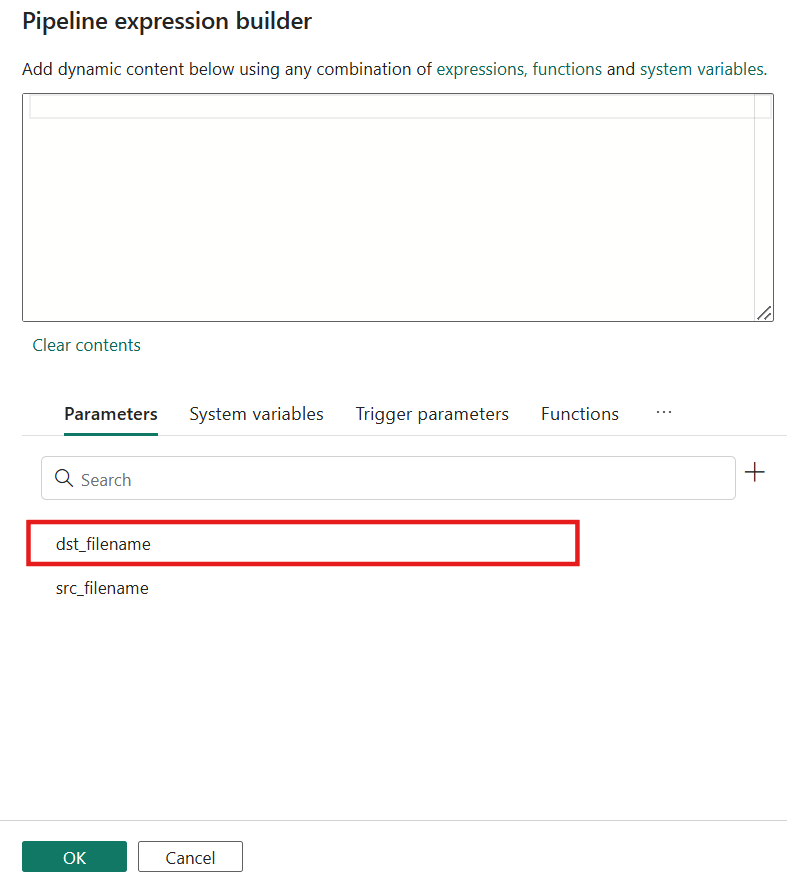 Pipeline expression builder
Add dynamic content below using any combination of expressions, functions and system variables.
Clear contents
Parameters System variables Trigger parameters Functions ...
Search
dst_filename
src_filename
OK Cancel